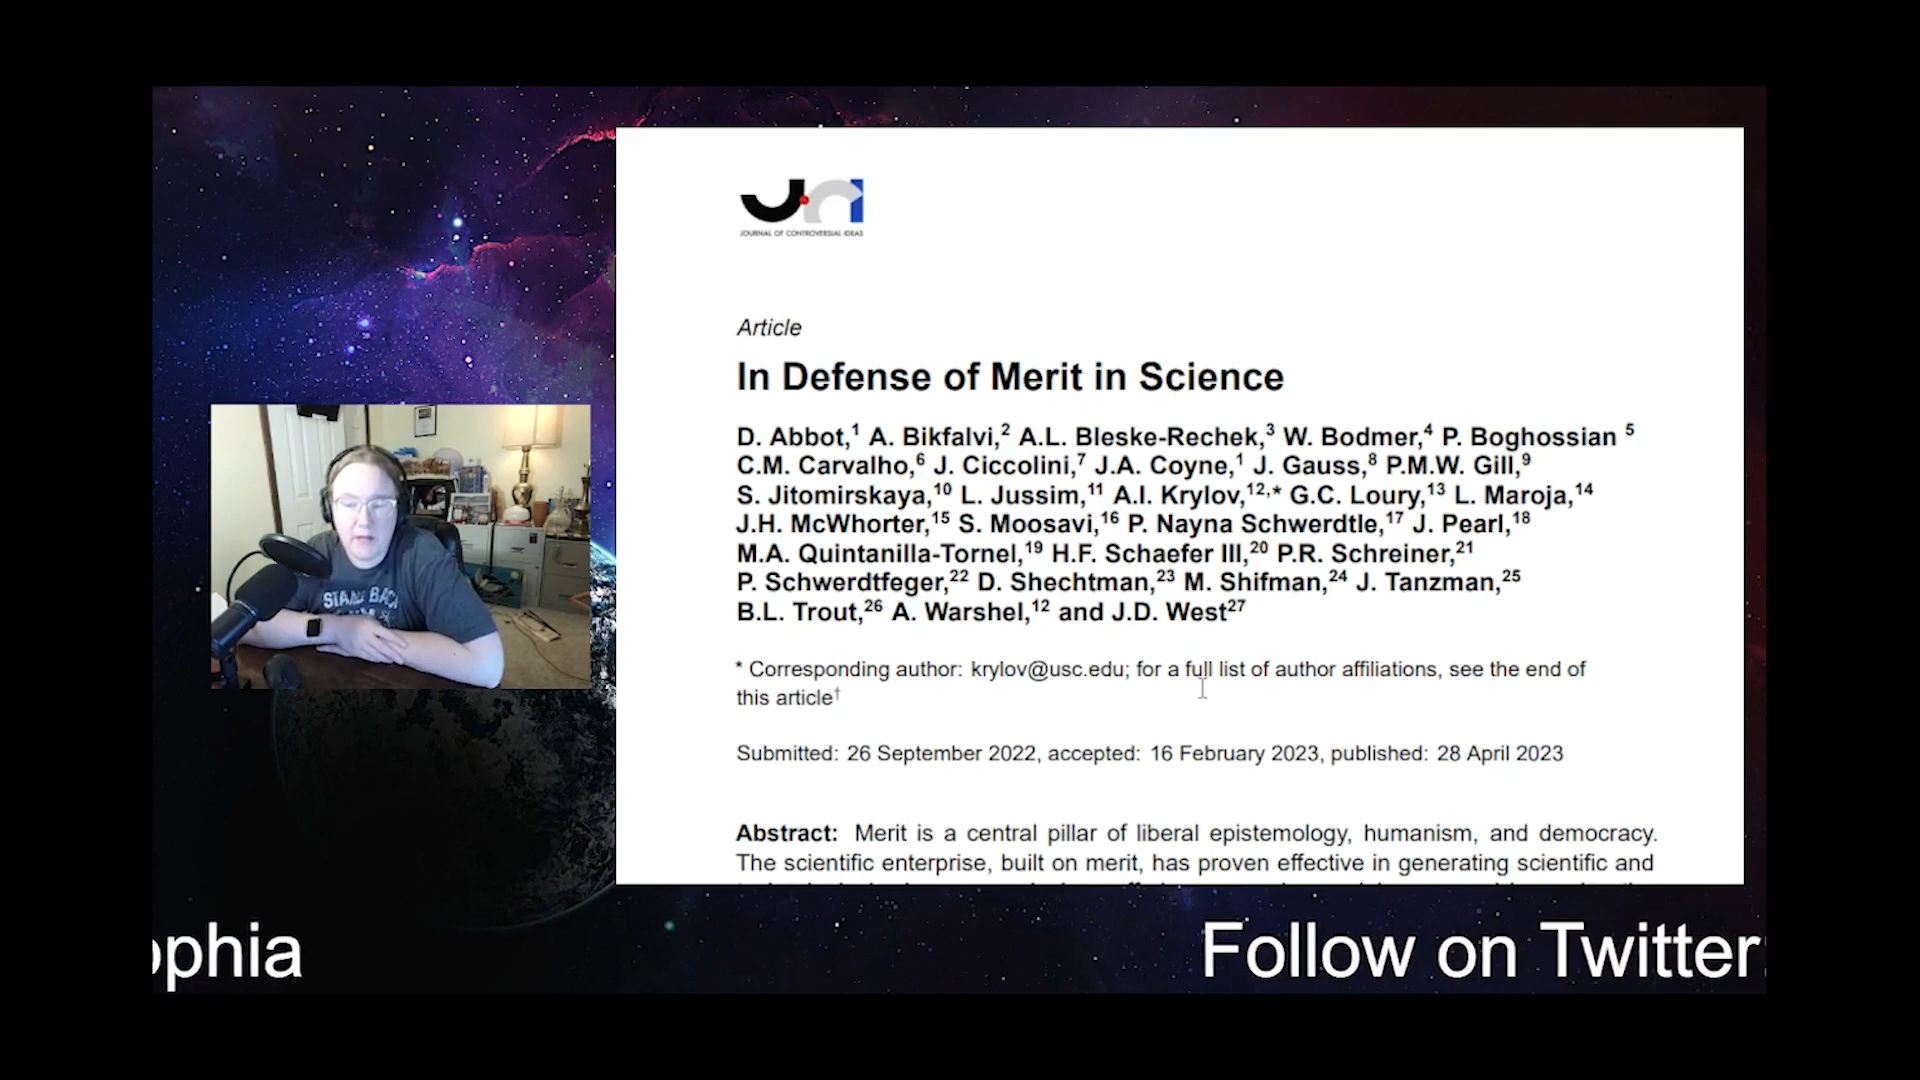 JOURNAL OF CONTROVERSIAL IDEAS
Article
In Defense of Merit in Science
D. Abbot,1 A. Bikfalvi,2 A.L. Bleske-Rechek,3 W. Bodmer,4 P. Boghossian 5
C.M. Carvalho,6 J. Ciccolini,7 J.A. Coyne,1 J. Gauss,8 P.M.W. Gill,9
S. Jitomirskaya,10 L. Jussim,11 A.I. Krylov,12,* G.C. Loury,13 L. Maroja,14
J.H. McWhorter,15 S. Moosavi,16 P. Nayna Schwerdtle,17 J. Pearl,18
M.A. Quintanilla-Tornel,19 H.F. Schaefer III,20 P.R. Schreiner,21
P. Schwerdtfeger,22 D. Shechtman,23 M. Shifman,24 J. Tanzman,25
B.L. Trout,26 A. Warshel,12 and J.D. West27
* Corresponding author: krylov@usc.edu; for a full list of author affiliations, see the end of
this article†
Submitted: 26 September 2022, accepted: 16 February 2023, published: 28 April 2023
Abstract: Merit is a central pillar of liberal epistemology, humanism, and democracy.
The scientific enterprise, built on merit, has proven effective in generating scientific and
STAND BACK
ophia
Follow on Twitter